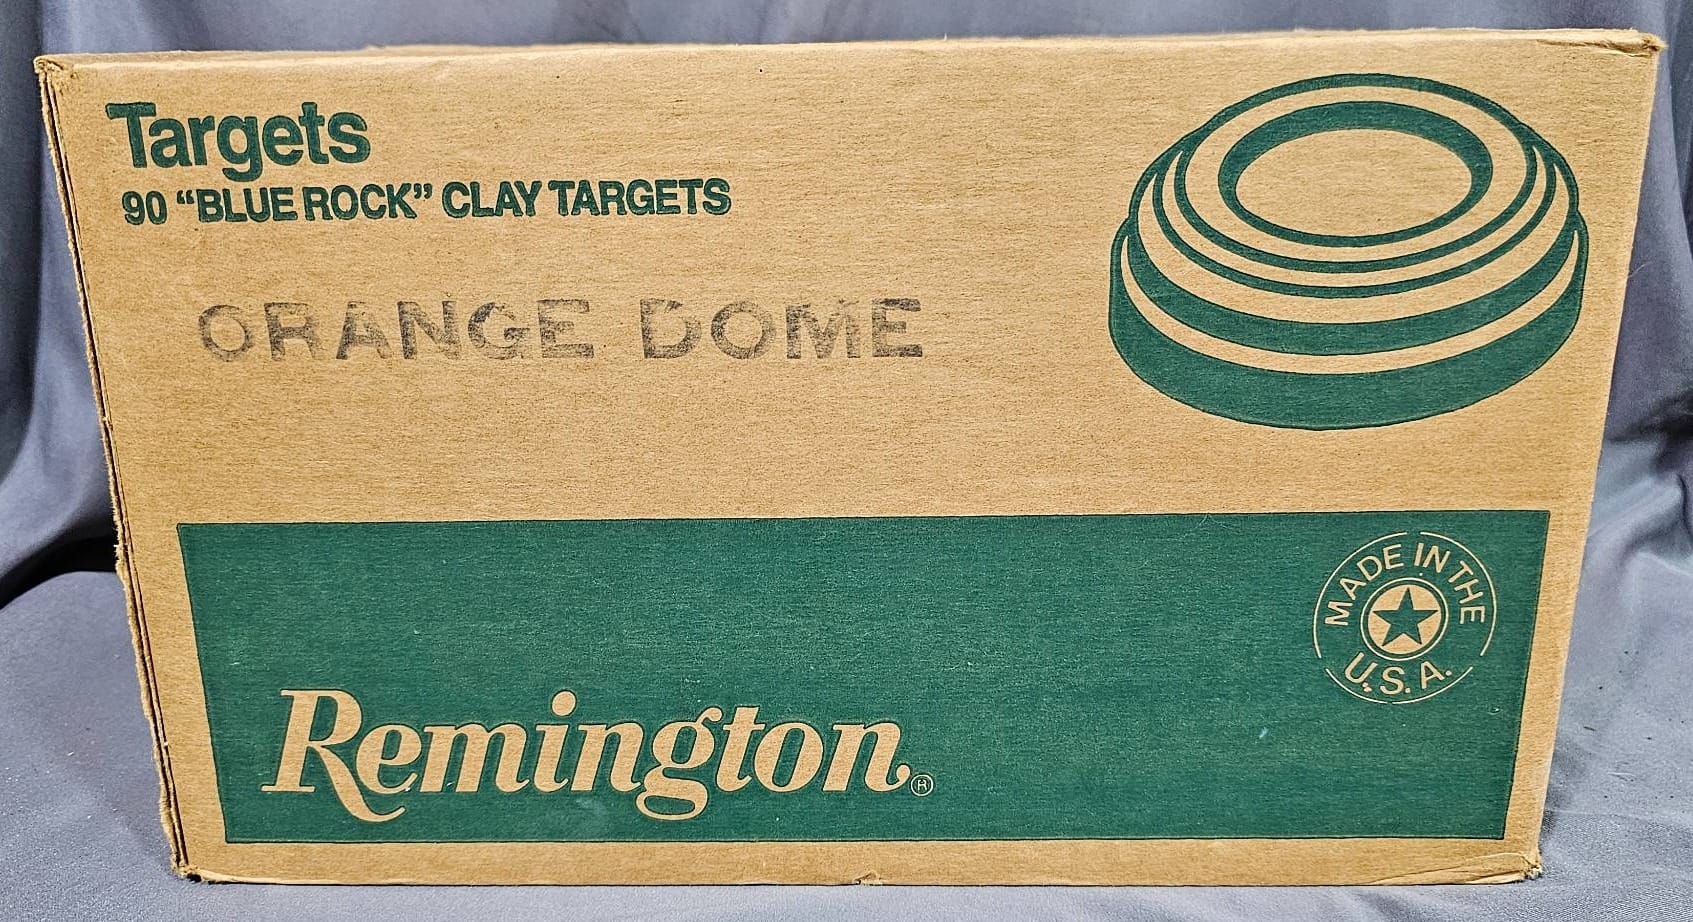 Targets
90 “BLUE ROCK” CLAY TARGETS
ORANGE DOME
MADE IN THE
U.S.A.
Remington®